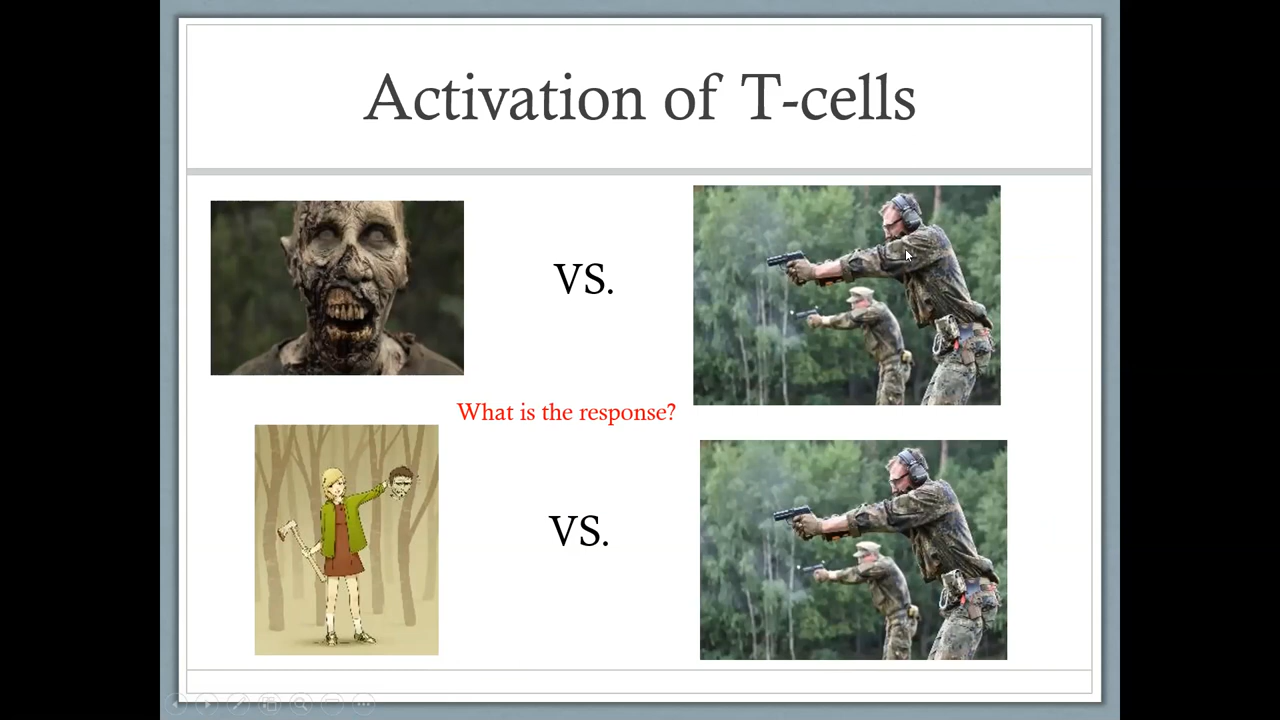 Activation of T-cells
VS.
What is the response?
VS.